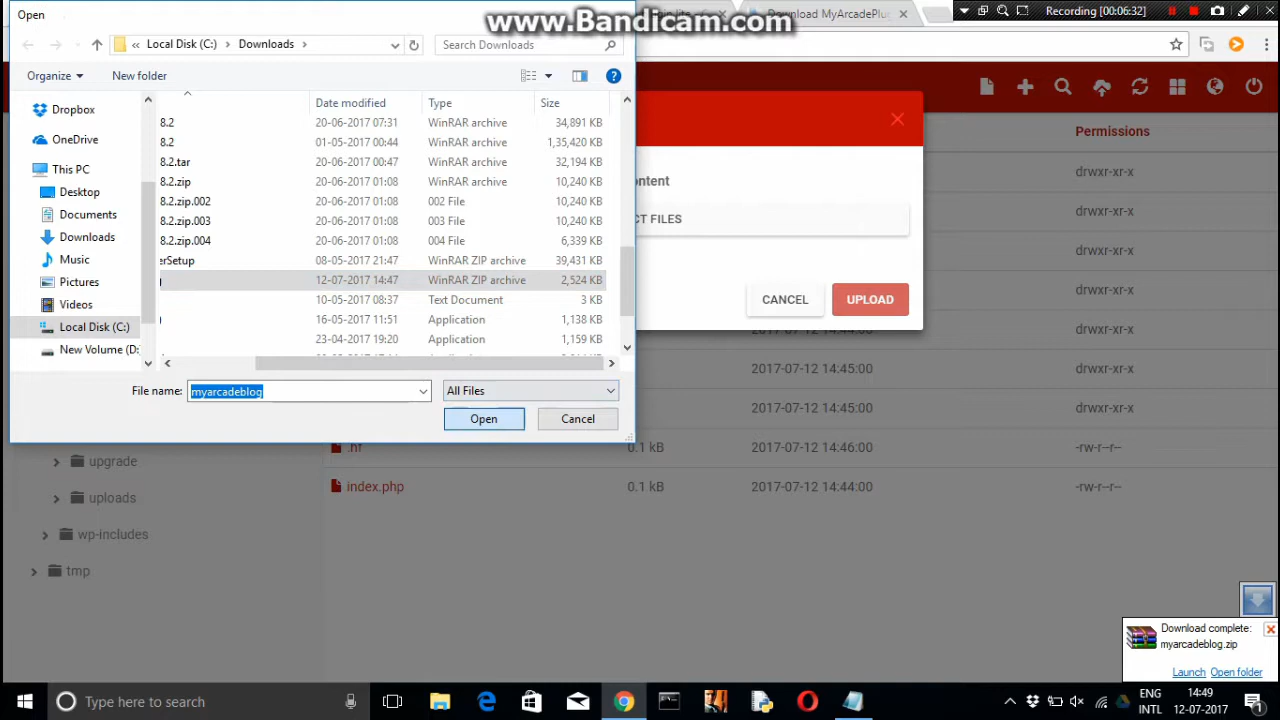 Open
www.Bandicam.com
Download MyArcadePlu
Recording [00:06:32]
« Local Disk (C:) > Downloads >
Search Downloads
Organize
New folder
Date modified Type Size
Dropbox
OneDrive
This PC
Desktop
Documents
Downloads
Music
Pictures
Videos
Local Disk (C:)
New Volume (D:
8.2 20-06-2017 07:31 WinRAR archive 34,891 KB
8.2 01-05-2017 00:44 WinRAR archive 1,35,420 KB
8.2.tar 20-06-2017 00:47 WinRAR archive 32,194 KB
8.2.zip 20-06-2017 01:08 WinRAR archive 10,240 KB
8.2.zip.002 20-06-2017 01:08 002 File 10,240 KB
8.2.zip.003 20-06-2017 01:08 003 File 10,240 KB
8.2.zip.004 20-06-2017 01:08 004 File 6,339 KB
erSetup 08-05-2017 21:47 WinRAR ZIP archive 39,431 KB
12-07-2017 14:47 WinRAR ZIP archive 2,524 KB
10-05-2017 08:37 Text Document 3 KB
16-05-2017 11:51 Application 1,138 KB
23-04-2017 19:20 Application 1,159 KB
File name: myarcadeblog
All Files
Open
Cancel
ontent
CT FILES
CANCEL
UPLOAD
Permissions
drwxr-xr-x
drwxr-xr-x
drwxr-xr-x
drwxr-xr-x
2017-07-12 14:44:00 drwxr-xr-x
2017-07-12 14:45:00 drwxr-xr-x
2017-07-12 14:45:00 drwxr-xr-x
.nf 0.1 kB 2017-07-12 14:46:00 -rw-r--r--
index.php 0.1 kB 2017-07-12 14:44:00 -rw-r--r--
upgrade
uploads
wp-includes
tmp
Download complete:
myarcadeblog.zip
Launch Open folder
Type here to search
ENG
INTL
14:49
12-07-2017
1